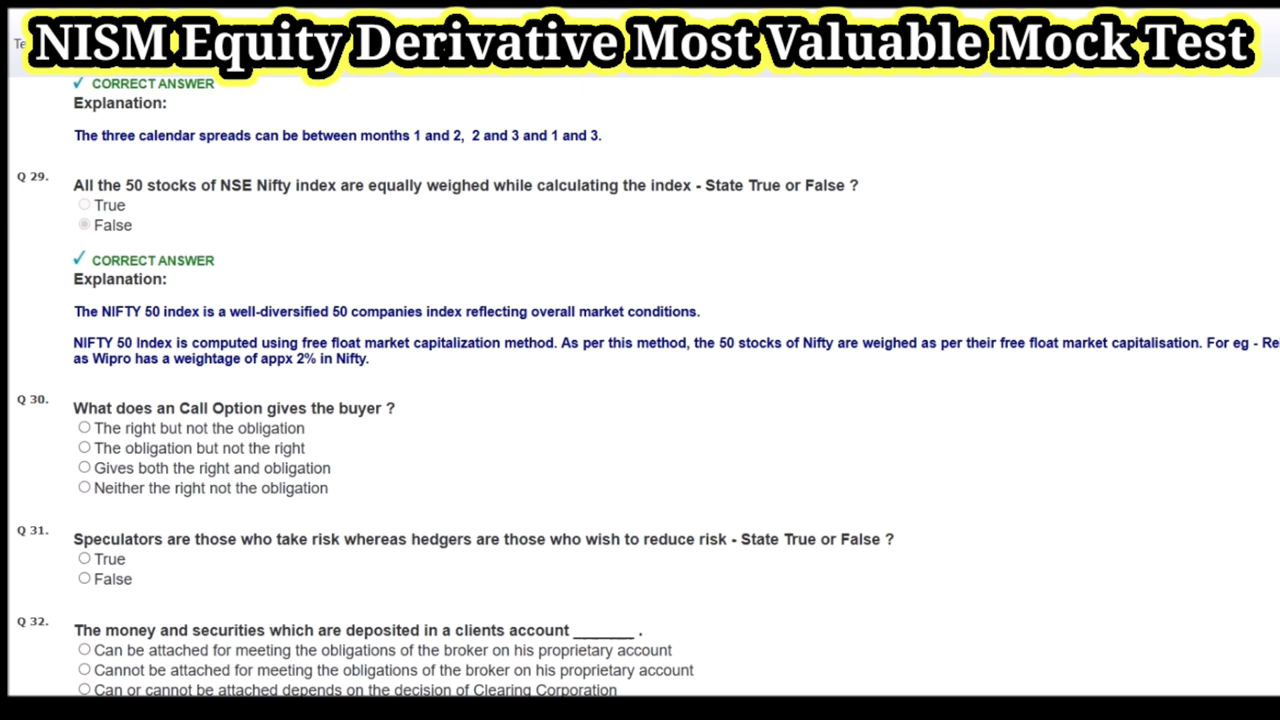 NISM Equity Derivative Most Valuable Mock Test
Te
✓ CORRECT ANSWER
Explanation:
The three calendar spreads can be between months 1 and 2, 2 and 3 and 1 and 3.
Q 29.
All the 50 stocks of NSE Nifty index are equally weighed while calculating the index - State True or False ?
True
False
✓ CORRECT ANSWER
Explanation:
The NIFTY 50 index is a well-diversified 50 companies index reflecting overall market conditions.
NIFTY 50 Index is computed using free float market capitalization method. As per this method, the 50 stocks of Nifty are weighed as per their free float market capitalisation. For eg - Re
as Wipro has a weightage of appx 2% in Nifty.
Q 30.
What does an Call Option gives the buyer ?
The right but not the obligation
The obligation but not the right
Gives both the right and obligation
Neither the right not the obligation
Q 31.
Speculators are those who take risk whereas hedgers are those who wish to reduce risk - State True or False ?
True
False
Q 32.
The money and securities which are deposited in a clients account _______ .
Can be attached for meeting the obligations of the broker on his proprietary account
Cannot be attached for meeting the obligations of the broker on his proprietary account
Can or cannot be attached depends on the decision of Clearing Corporation